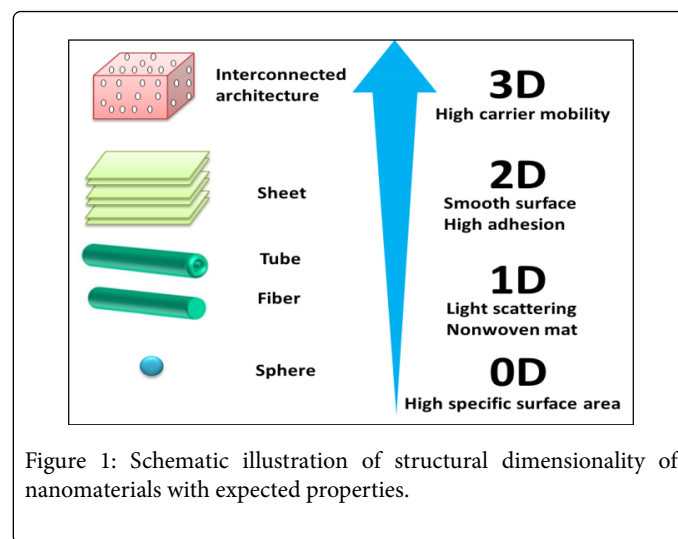 Interconnected
architecture
3D
High carrier mobility
Sheet
2D
Smooth surface
High adhesion
Tube
Fiber
1D
Light scattering
Nonwoven mat
Sphere
0D
High specific surface area
Figure 1: Schematic illustration of structural dimensionality of
nanomaterials with expected properties.